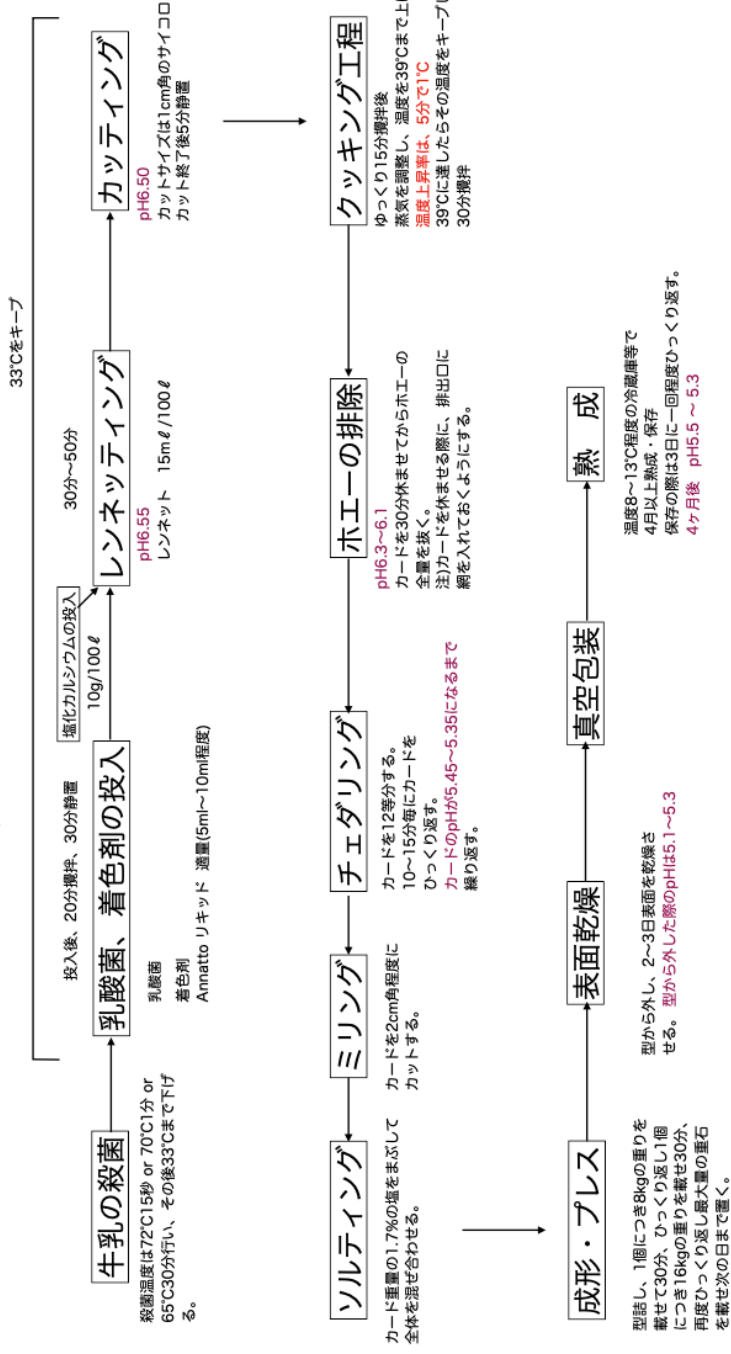 33℃をキープ
牛乳の殺菌
殺菌温度は72℃15秒 or 70℃1分 or
65℃30分行い、その後33℃まで下げ
る。
投入後、20分攪拌、30分静置
乳酸菌、着色剤の投入
乳酸菌
着色剤
Annatto リキッド 適量(5ml〜10ml程度)
塩化カルシウムの投入
10g/100ℓ
30分〜50分
レンネッティング
pH6.55
レンネット 15mℓ/100ℓ
カッティング
pH6.50
カットサイズは1cm角のサイコロ
カット終了後5分静置
クッキング工程
ゆっくり15分攪拌後
蒸気を調整し、温度を39℃まで上
温度上昇率は、5分で1℃
39℃に達したらその温度をキープ
30分攪拌
ホエーの排除
pH6.3〜6.1
カードを30分休ませてからホエーの
全量を抜く。
注)カードを休ませる際に、排出口に
網を入れておくようにする。
チェダリング
カードを12等分する。
10〜15分毎にカードを
ひっくり返す。
カードのpHが5.45〜5.35になるまで
繰り返す。
ミリング
カードを2cm角程度に
カットする。
ソルティング
カード重量の1.7%の塩をまぶして
全体を混ぜ合わせる。
成形・プレス
型詰し、1個につき8kgの重りを
載せて30分、ひっくり返し1個
につき16kgの重りを載せ30分、
再度ひっくり返し最大量の重石
を載せ次の日まで置く。
表面乾燥
型から外し、2〜3日表面を乾燥さ
せる。 型から外した際のpHは5.1〜5.3
真空包装
熟 成
温度8〜13℃程度の冷蔵庫等で
4月以上熟成・保存
保存の際は3日に一回程度ひっくり返す。
4ヶ月後 pH5.5 〜 5.3